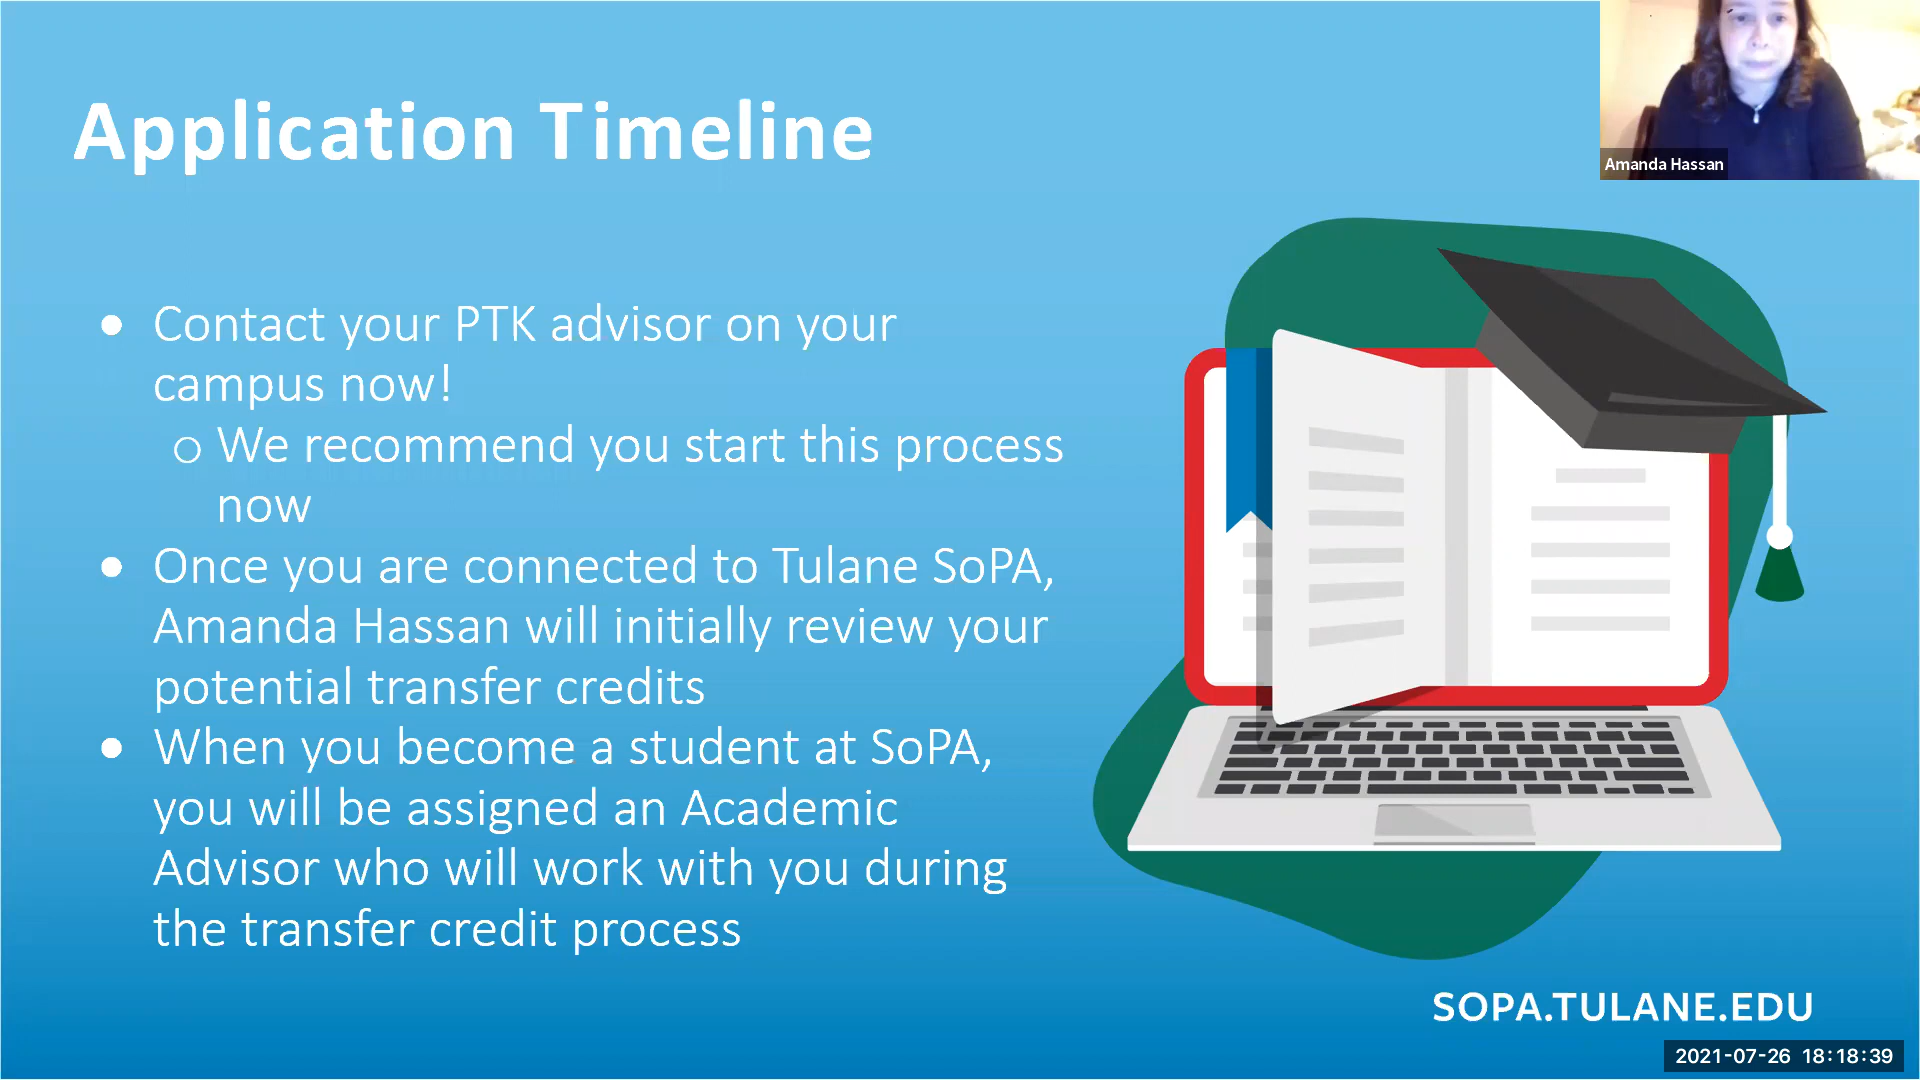 Amanda Hassan
Application Timeline
● Contact your PTK advisor on your
campus now!
○ We recommend you start this process
now
● Once you are connected to Tulane SoPA,
Amanda Hassan will initially review your
potential transfer credits
● When you become a student at SoPA,
you will be assigned an Academic
Advisor who will work with you during
the transfer credit process
SOPA.TULANE.EDU
2021-07-26 18:18:39